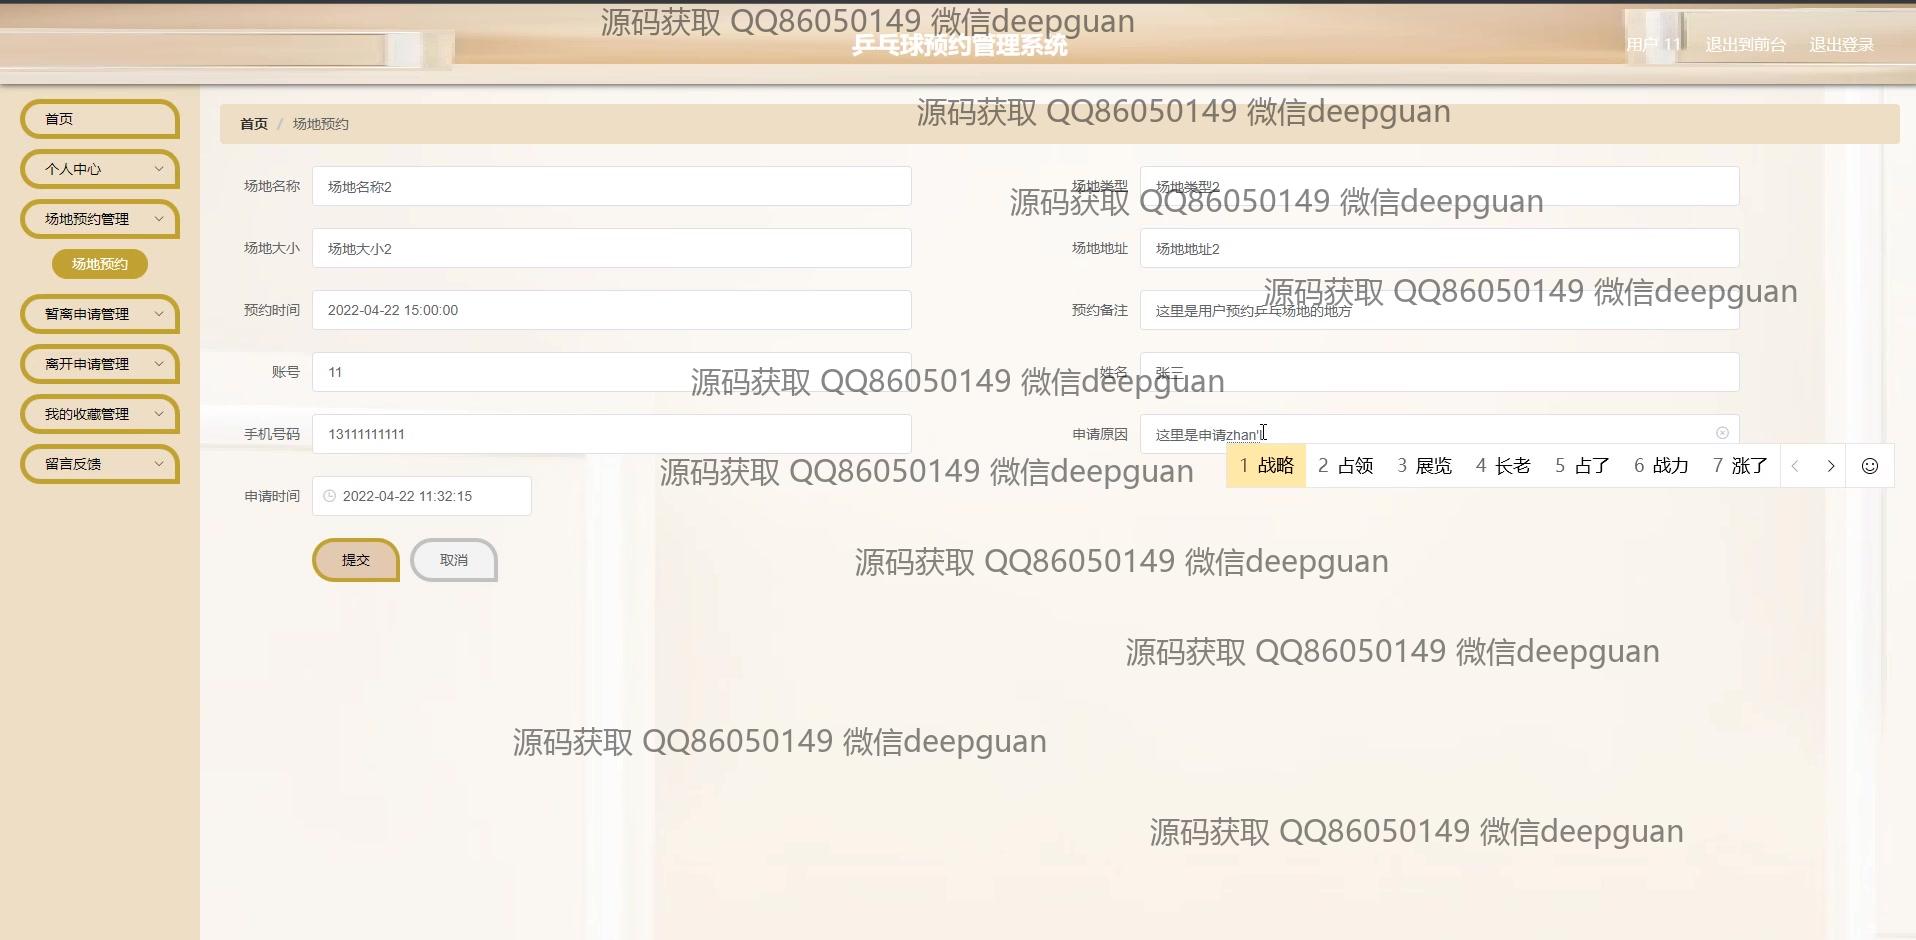 源码获取 QQ86050149 微信deepguan
乒乓球预约管理系统
用户 11 退出到前台 退出登录
首页
首页 / 场地预约
源码获取 QQ86050149 微信deepguan
个人中心
场地名称 场地名称2
场地类型 场地类型2
源码获取 QQ86050149 微信deepguan
场地预约管理
场地大小 场地大小2
场地地址 场地地址2
场地预约
源码获取 QQ86050149 微信deepguan
暂离申请管理
预约时间 2022-04-22 15:00:00
预约备注 这里是用户预约乒乓场地的地方
离开申请管理
账号 11
姓名 张三
源码获取 QQ86050149 微信deepguan
我的收藏管理
手机号码 13111111111
申请原因 这里是申请zhan'l
留言反馈
源码获取 QQ86050149 微信deepguan
1 战略 2 占领 3 展览 4 长老 5 占了 6 战力 7 涨了
申请时间 2022-04-22 11:32:15
提交 取消
源码获取 QQ86050149 微信deepguan
源码获取 QQ86050149 微信deepguan
源码获取 QQ86050149 微信deepguan
源码获取 QQ86050149 微信deepguan